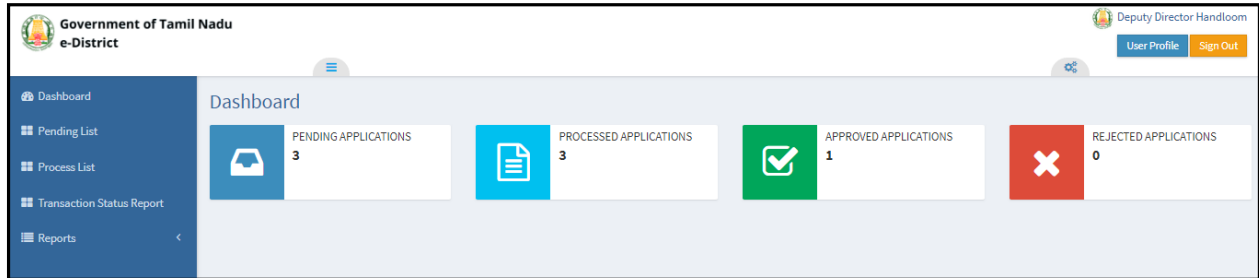 Government of Tamil Nadu
e-District
Deputy Director Handloom
User Profile
Sign Out
Dashboard
Pending List
Process List
Transaction Status Report
Reports
Dashboard
PENDING APPLICATIONS
3
PROCESSED APPLICATIONS
3
APPROVED APPLICATIONS
1
REJECTED APPLICATIONS
0